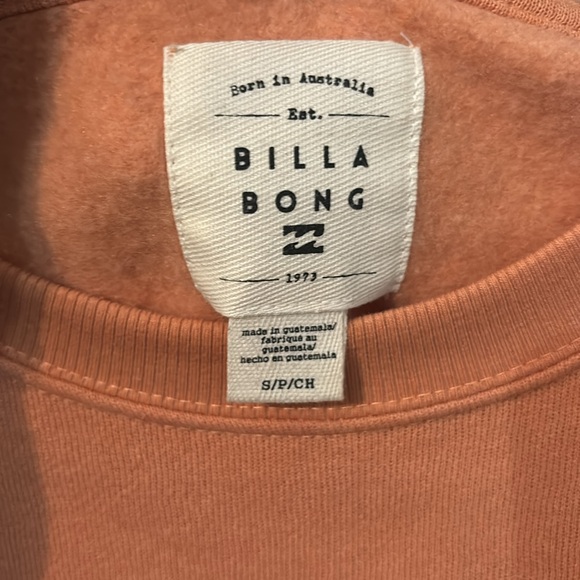 Born in Australia
Est.
BILLA
BONG
1973
made in guatemala/
fabriqué au
guatemala/
hecho en guatemala
S/P/CH